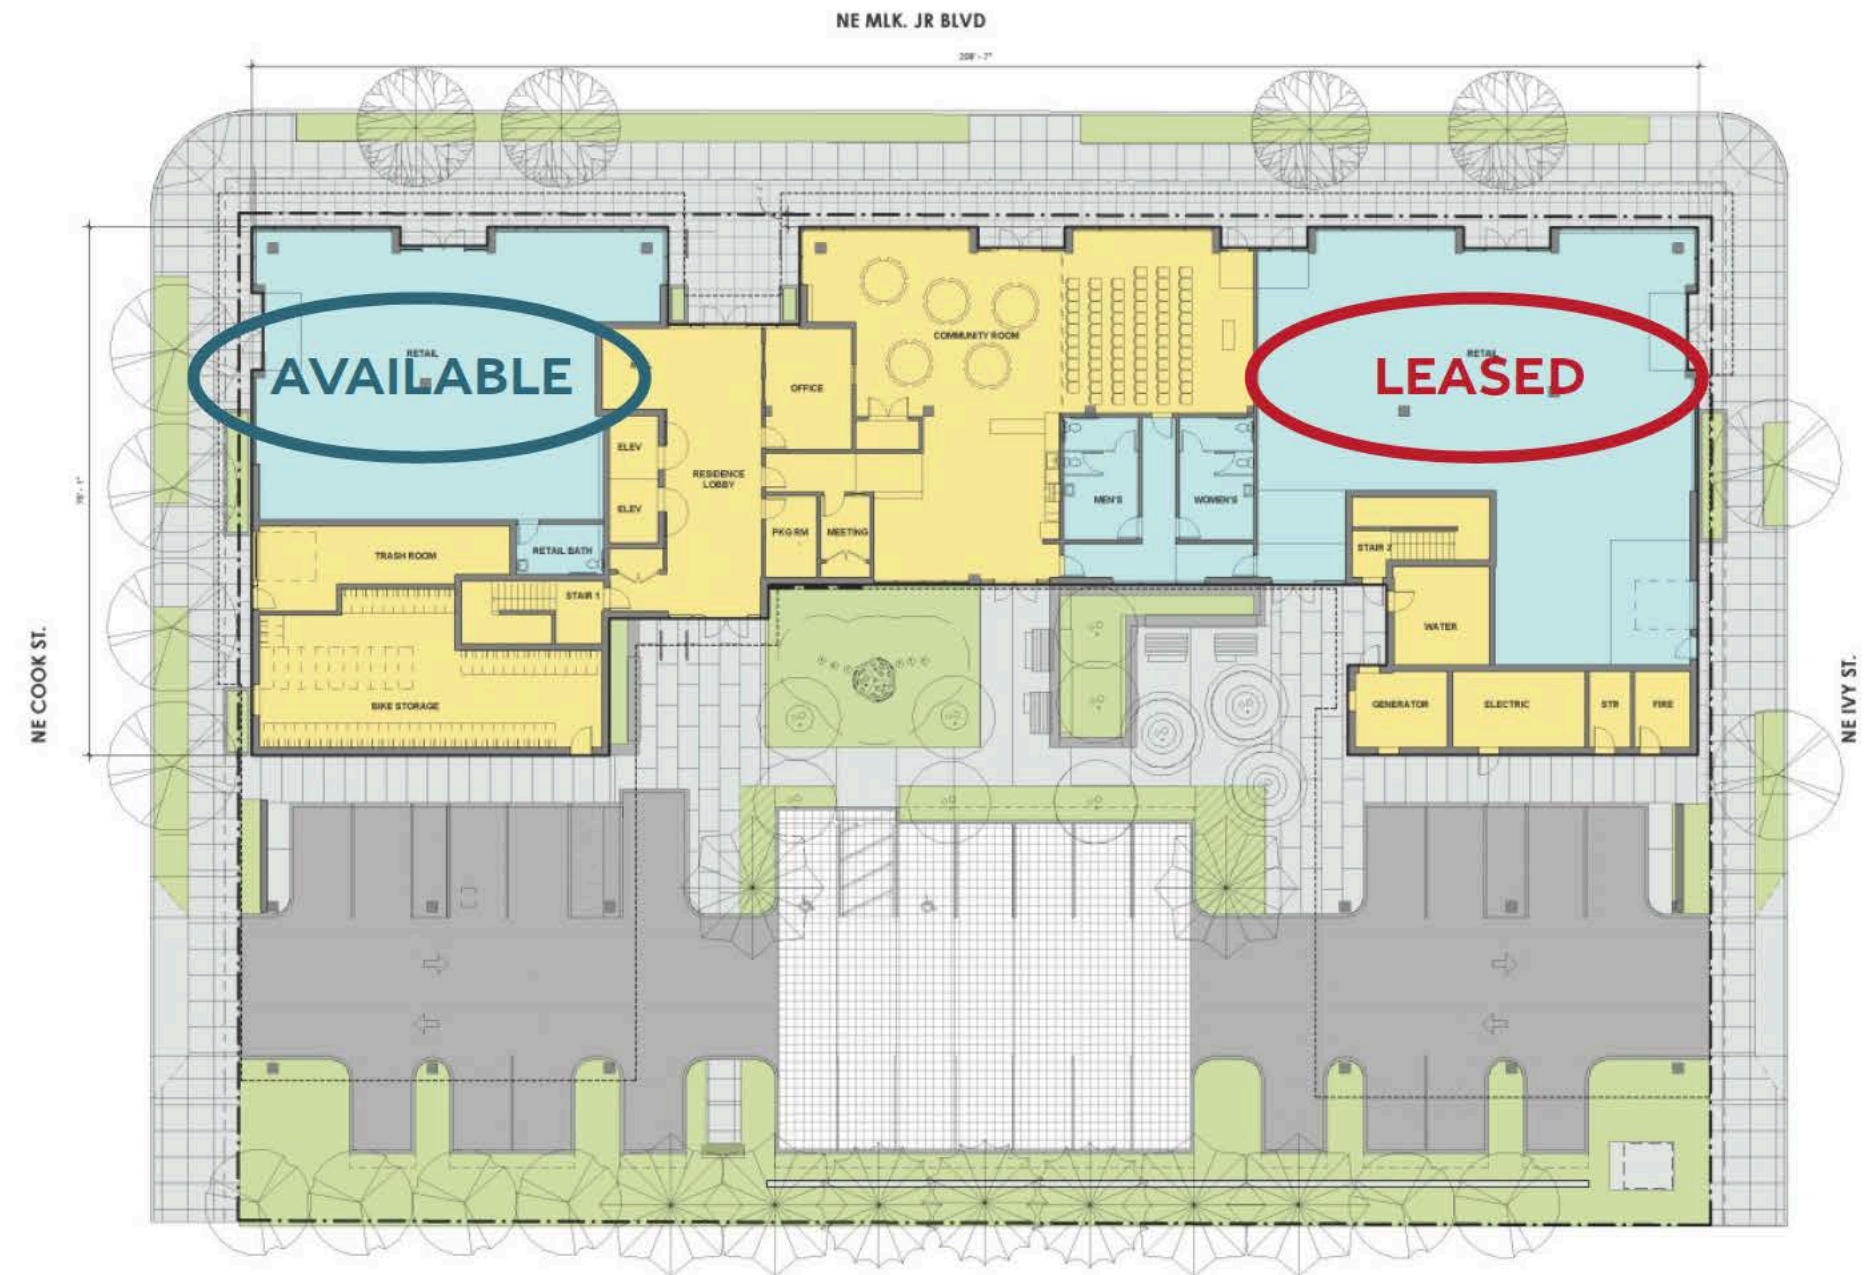 NE MLK. JR BLVD
208' - 7"
RETAIL
AVAILABLE
COMMUNITY ROOM
RETAIL
LEASED
OFFICE
ELEV
RESIDENCE
LOBBY
ELEV
MEN'S
WOMEN'S
PKG RM
MEETING
TRASH ROOM
RETAIL BATH
STAIR 1
STAIR 2
WATER
BIKE STORAGE
GENERATOR
ELECTRIC
STR
FIRE
NE COOK ST.
NE IVY ST.